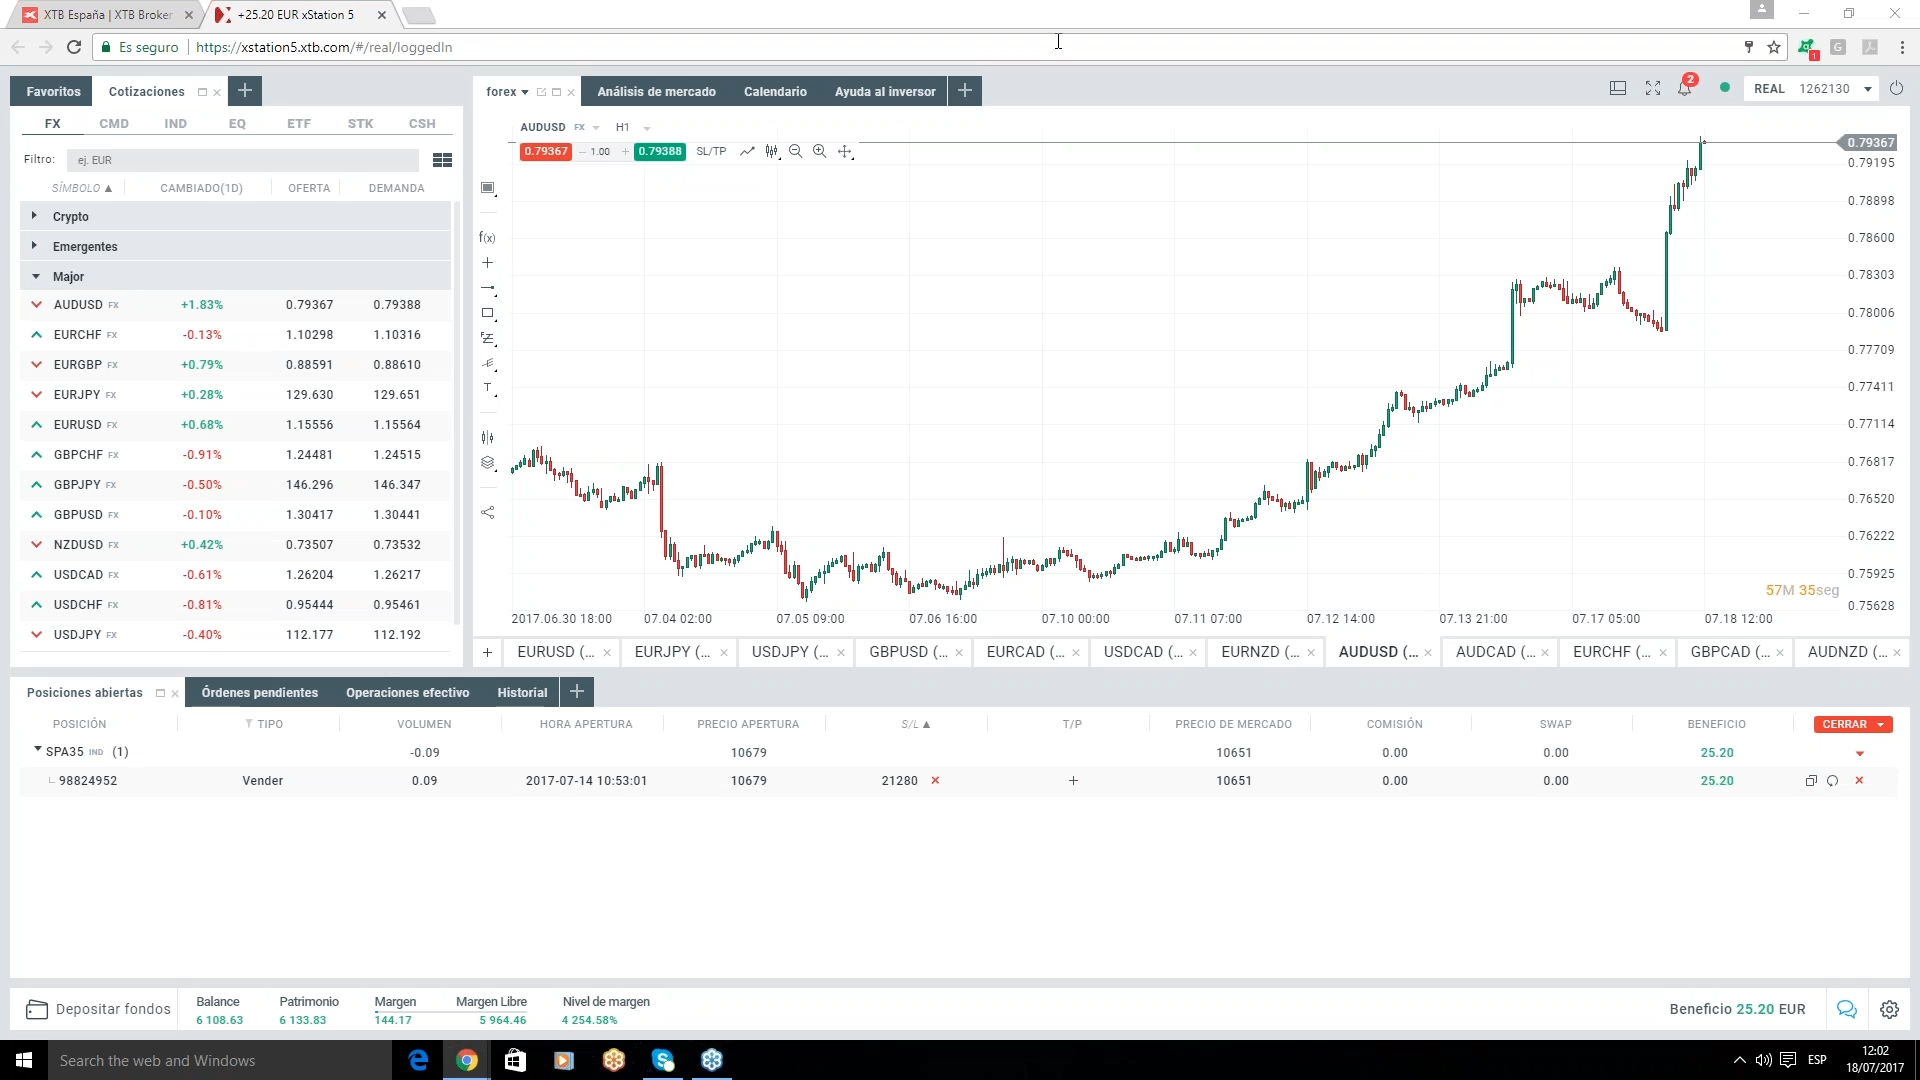 XTB España | XTB Broker
+25.20 EUR xStation 5
Es seguro
https://xstation5.xtb.com/#/real/loggedIn
1
Favoritos
Cotizaciones
FX CMD IND EQ ETF STK CSH
Filtro: ej. EUR
SÍMBOLO ▲ CAMBIADO(1D) OFERTA DEMANDA
Crypto
Emergentes
Major
AUDUSD FX +1.83% 0.79367 0.79388
EURCHF FX -0.13% 1.10298 1.10316
EURGBP FX +0.79% 0.88591 0.88610
EURJPY FX +0.28% 129.630 129.651
EURUSD FX +0.68% 1.15556 1.15564
GBPCHF FX -0.91% 1.24481 1.24515
GBPJPY FX -0.50% 146.296 146.347
GBPUSD FX -0.10% 1.30417 1.30441
NZDUSD FX +0.42% 0.73507 0.73532
USDCAD FX -0.61% 1.26204 1.26217
USDCHF FX -0.81% 0.95444 0.95461
USDJPY FX -0.40% 112.177 112.192
forex Análisis de mercado Calendario Ayuda al inversor
2
REAL 1262130
AUDUSD FX H1
0.79367 − 1.00 + 0.79388 SL/TP
f(x)
T
0.79367
0.79195
0.78898
0.78600
0.78303
0.78006
0.77709
0.77411
0.77114
0.76817
0.76520
0.76222
0.75925
0.75628
57M 35seg
2017.06.30 18:00 07.04 02:00 07.05 09:00 07.06 16:00 07.10 00:00 07.11 07:00 07.12 14:00 07.13 21:00 07.17 05:00 07.18 12:00
+ EURUSD (... EURJPY (... USDJPY (... GBPUSD (... EURCAD (... USDCAD (... EURNZD (... AUDUSD (... AUDCAD (... EURCHF (... GBPCAD (... AUDNZD (...
Posiciones abiertas Órdenes pendientes Operaciones efectivo Historial
POSICIÓN TIPO VOLUMEN HORA APERTURA PRECIO APERTURA S/L ▲ T/P PRECIO DE MERCADO COMISIÓN SWAP BENEFICIO CERRAR
SPA35 IND (1) -0.09 10679 10651 0.00 0.00 25.20
98824952 Vender 0.09 2017-07-14 10:53:01 10679 21280 10651 0.00 0.00 25.20
Depositar fondos
Balance Patrimonio Margen Margen Libre Nivel de margen
6 108.63 6 133.83 144.17 5 964.46 4 254.58%
Beneficio 25.20 EUR
Search the web and Windows
ESP
12:02
18/07/2017